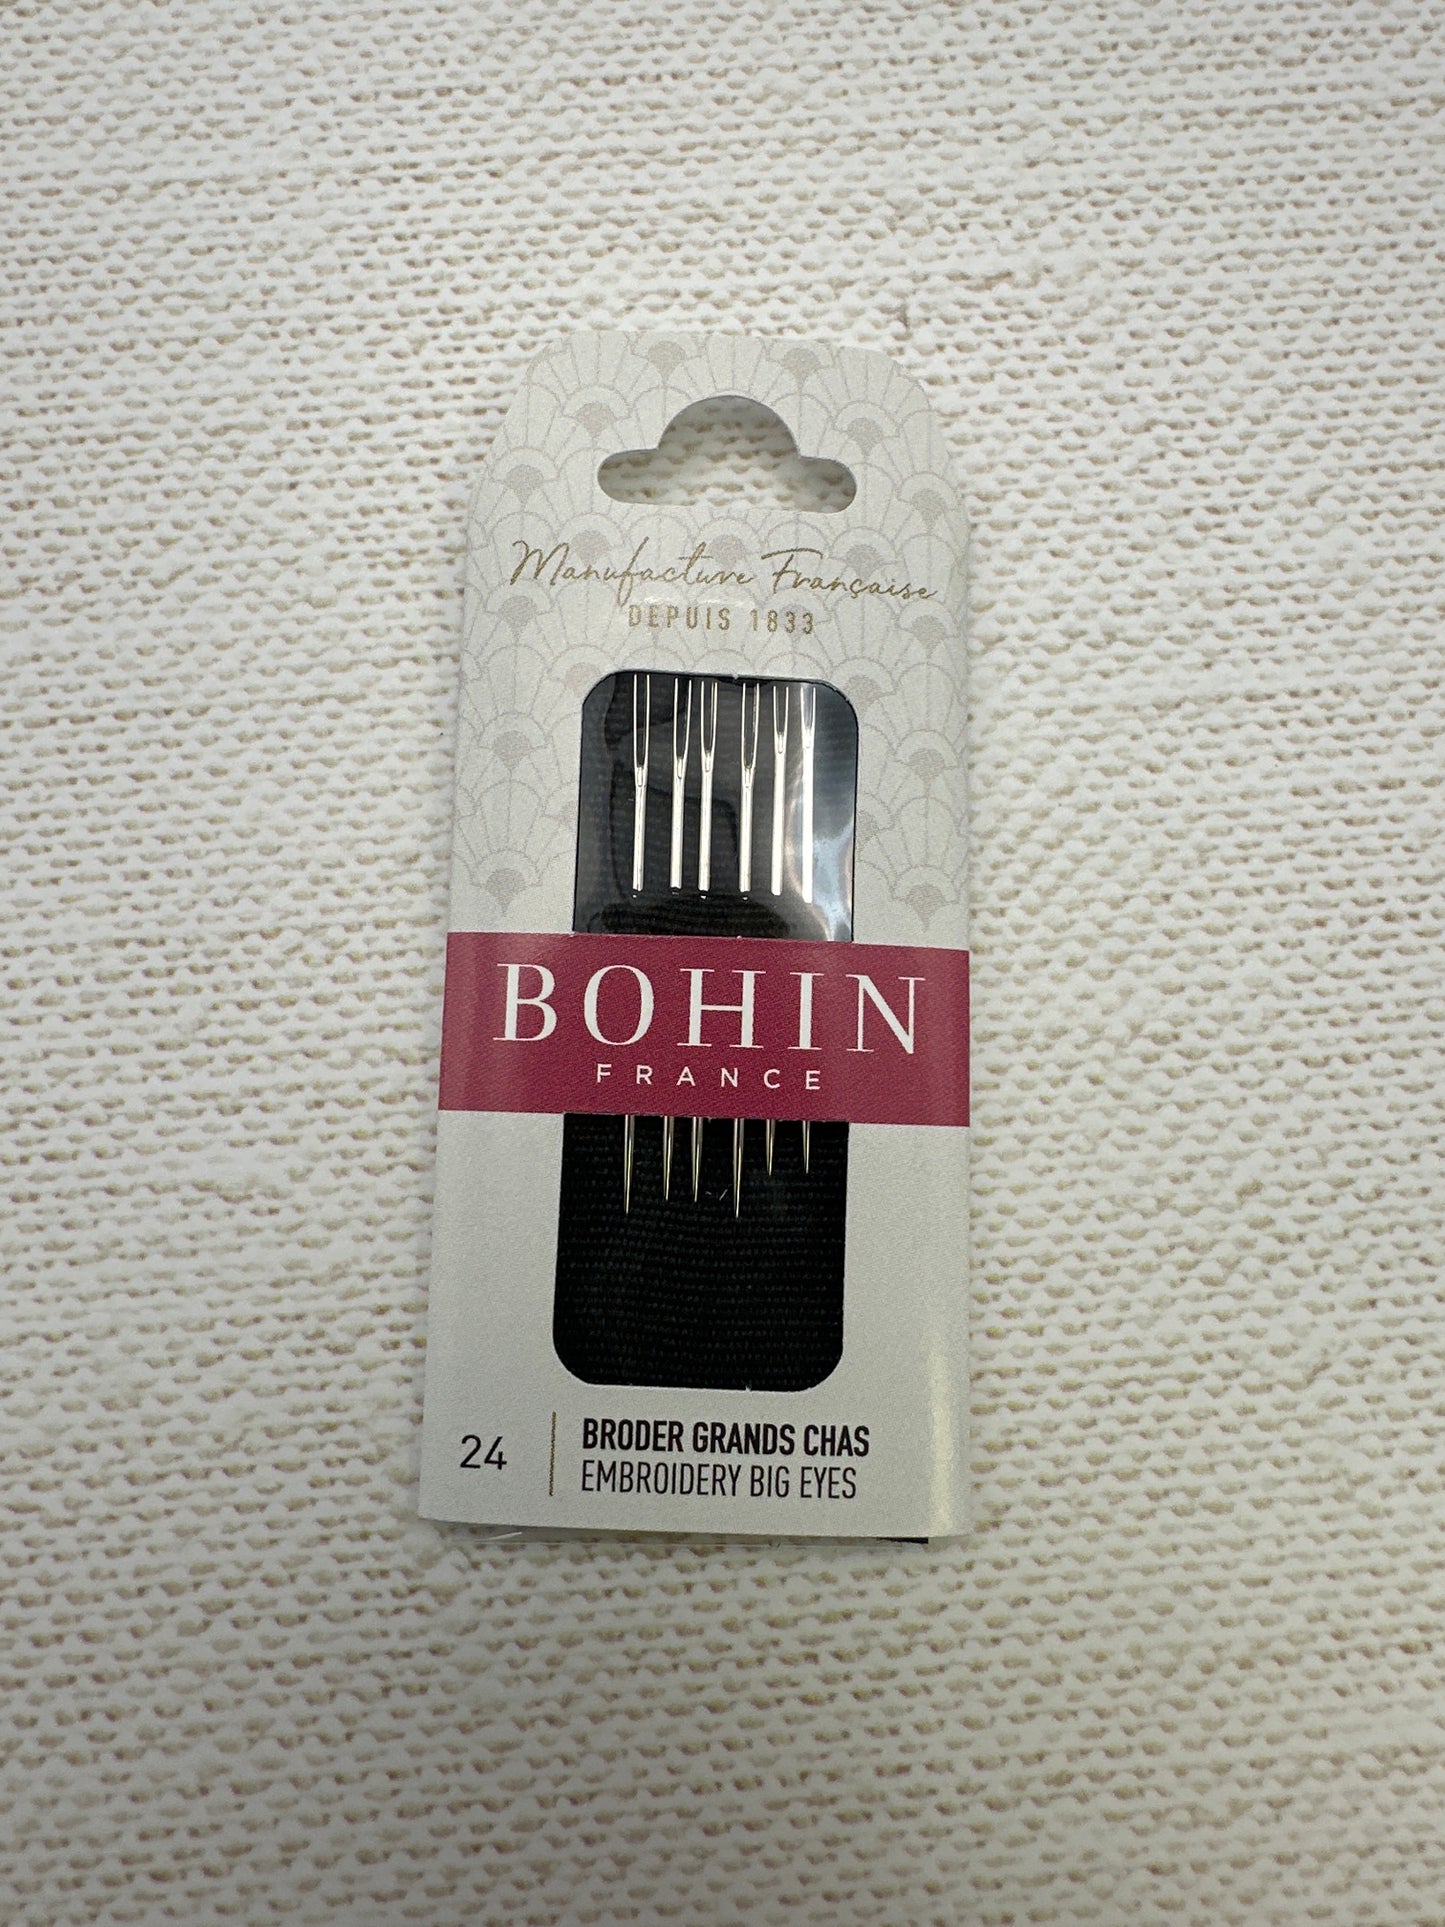 Manufacture Française
DEPUIS 1833
BOHIN
FRANCE
24
BRODER GRANDS CHAS
EMBROIDERY BIG EYES